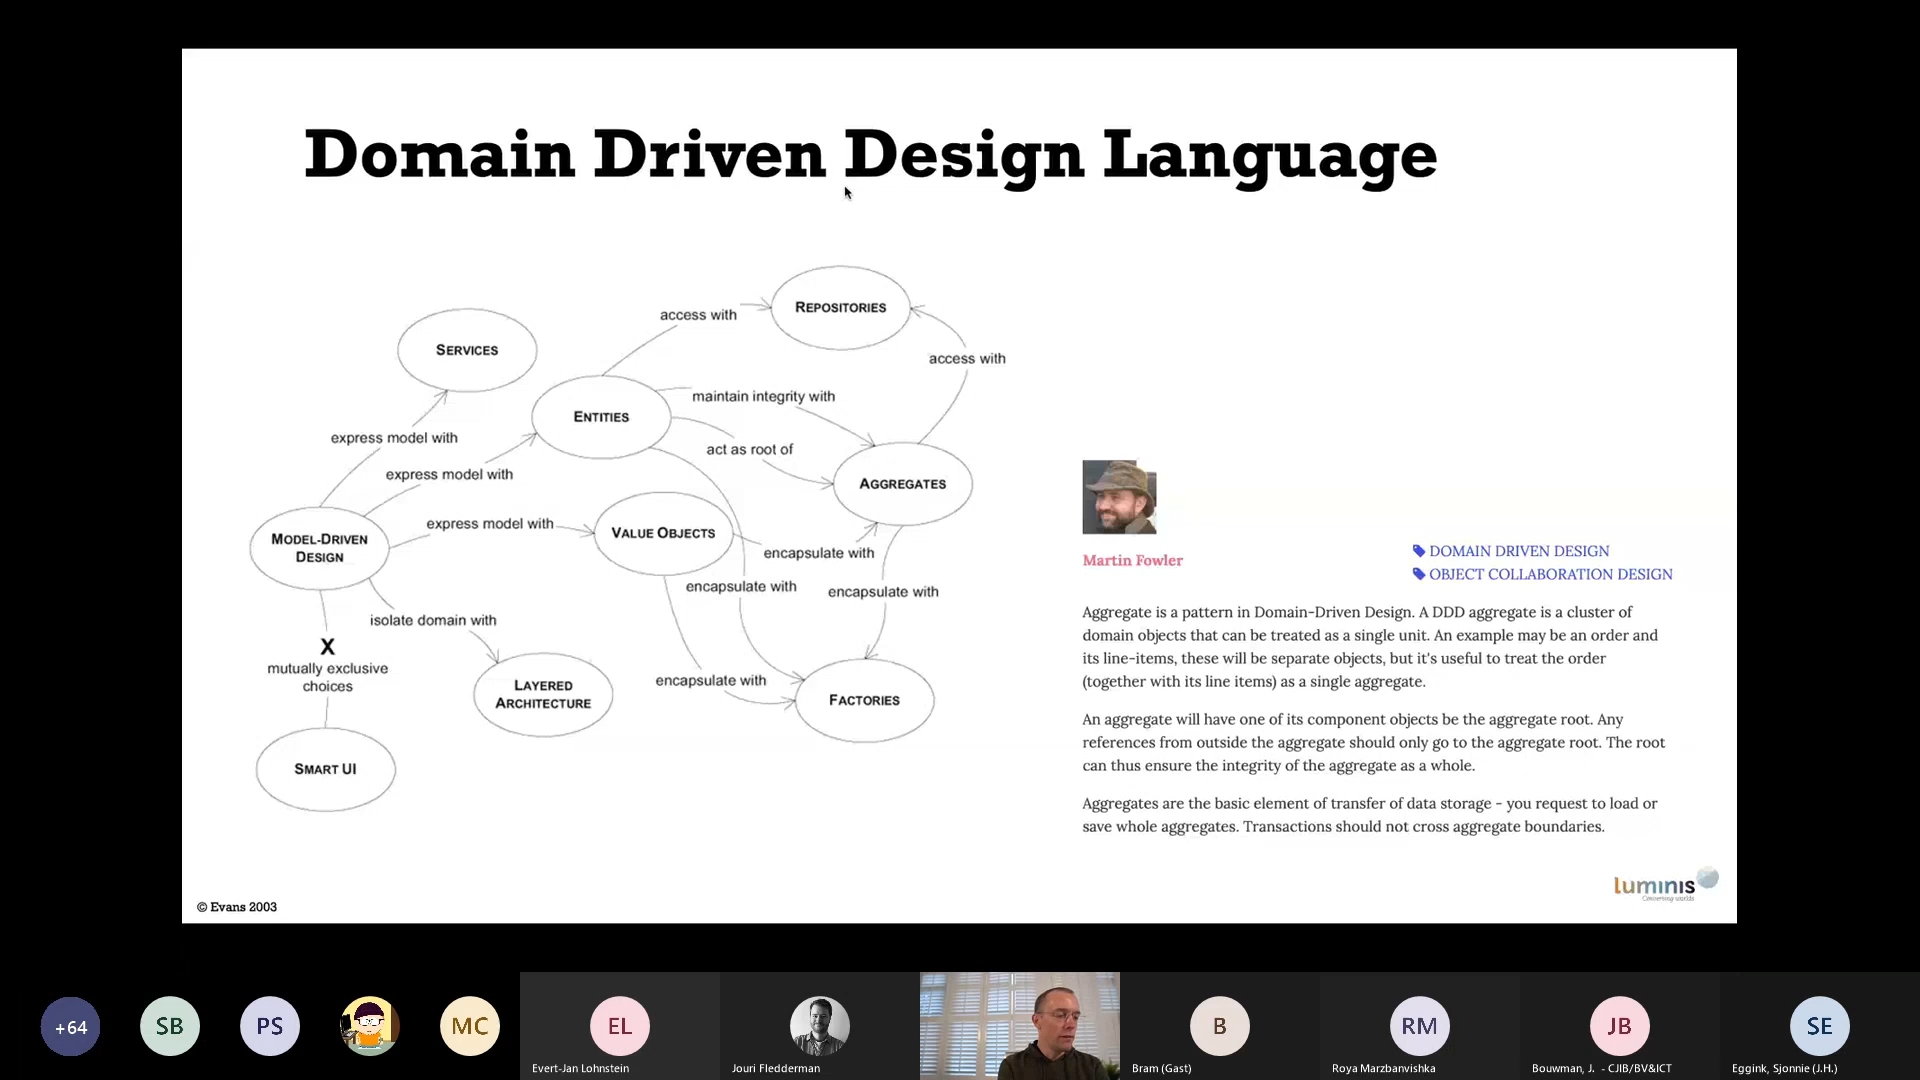 Domain Driven Design Language
REPOSITORIES
access with
SERVICES
access with
ENTITIES
maintain integrity with
act as root of
express model with
express model with
AGGREGATES
express model with
VALUE OBJECTS
MODEL-DRIVEN
DESIGN
encapsulate with
encapsulate with
encapsulate with
isolate domain with
X
mutually exclusive
choices
encapsulate with
LAYERED
ARCHITECTURE
FACTORIES
SMART UI
Martin Fowler
DOMAIN DRIVEN DESIGN
OBJECT COLLABORATION DESIGN
Aggregate is a pattern in Domain-Driven Design. A DDD aggregate is a cluster of
domain objects that can be treated as a single unit. An example may be an order and
its line-items, these will be separate objects, but it's useful to treat the order
(together with its line items) as a single aggregate.
An aggregate will have one of its component objects be the aggregate root. Any
references from outside the aggregate should only go to the aggregate root. The root
can thus ensure the integrity of the aggregate as a whole.
Aggregates are the basic element of transfer of data storage - you request to load or
save whole aggregates. Transactions should not cross aggregate boundaries.
luminis
Conversing worlds
© Evans 2003
+64
SB
PS
MC
EL
B
RM
JB
SE
Evert-Jan Lohnstein
Jouri Fledderman
Bram (Gast)
Roya Marzbanvishka
Bouwman, J. - CJIB/BV&ICT
Eggink, Sjonnie (J.H.)